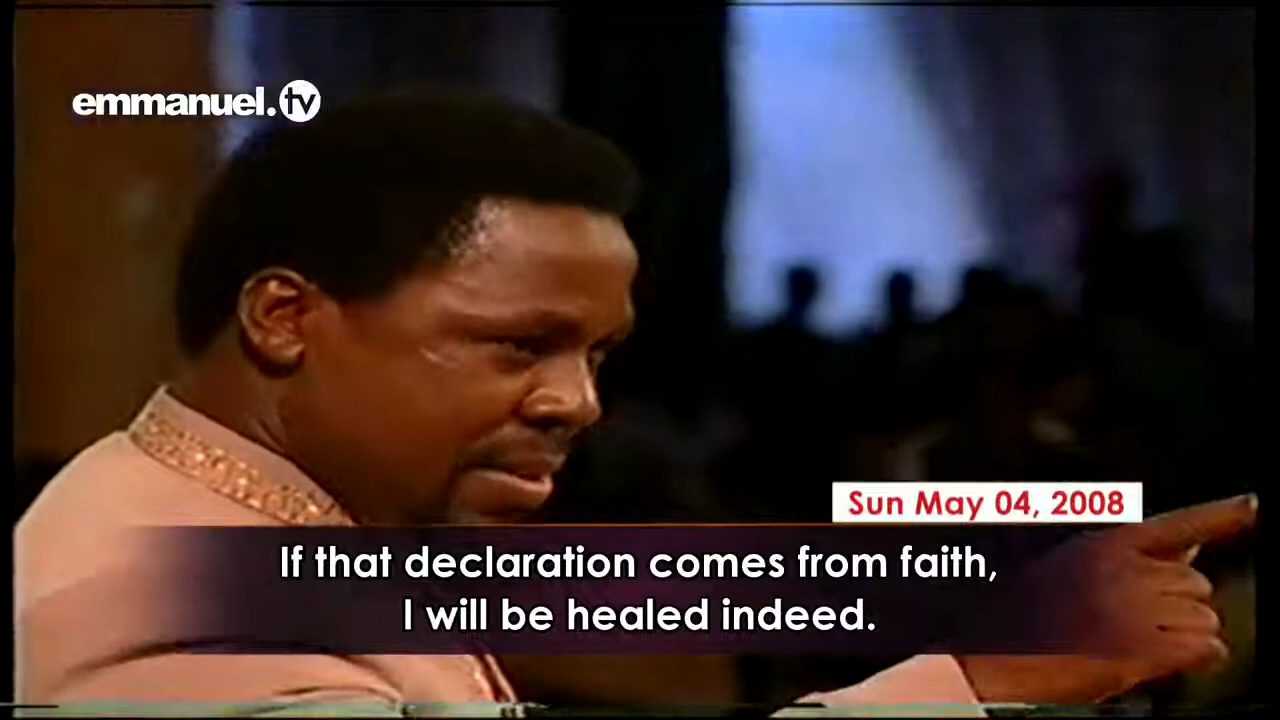 emmanuel.tv
Sun May 04, 2008
If that declaration comes from faith,
I will be healed indeed.